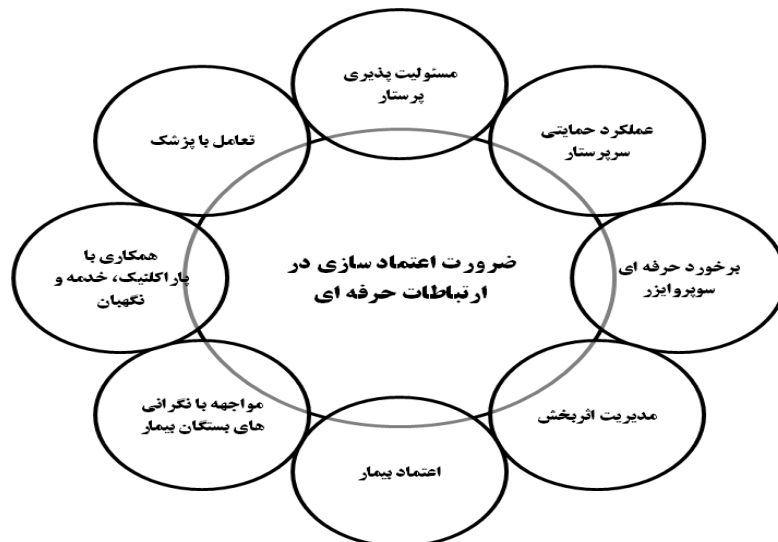 مسئولیت پذیری
پرستار
عملکرد حمایتی
سرپرستار
تعامل با پزشک
برخورد حرفه ای
سوپروایزر
همکاری با
پاراکلنیک، خدمه و
نگهبان
ضرورت اعتماد سازی در
ارتباطات حرفه ای
مدیریت اثربخش
مواجهه با نگرانی
های بستگان بیمار
اعتماد بیمار